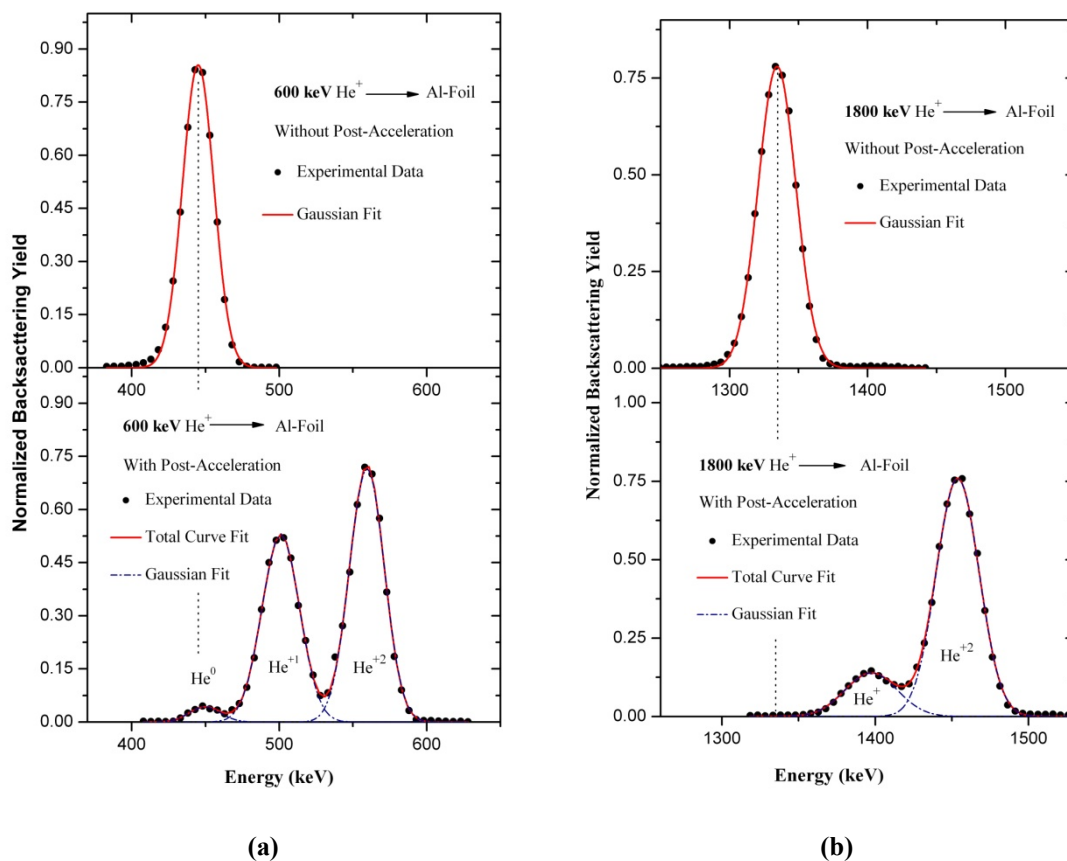 Normalized Backsacttering Yield
0.90
0.75
0.60
0.45
0.30
0.15
0.00
600 keV He⁺ → Al-Foil
Without Post-Acceleration
Experimental Data
Gaussian Fit
400 500 600
0.90
0.75
0.60
0.45
0.30
0.15
0.00
600 keV He⁺ → Al-Foil
With Post-Acceleration
Experimental Data
Total Curve Fit
Gaussian Fit
He⁰
He⁺¹
He⁺²
400 500 600
Energy (keV)
(a)
Normalized Backscattering Yield
0.75
0.50
0.25
0.00
1800 keV He⁺ → Al-Foil
Without Post-Acceleration
Experimental Data
Gaussian Fit
1300 1400 1500
1.00
0.75
0.50
0.25
0.00
1800 keV He⁺ → Al-Foil
With Post-Acceleration
Experimental Data
Total Curve Fit
Gaussian Fit
He⁺
He⁺²
1300 1400 1500
Energy (keV)
(b)